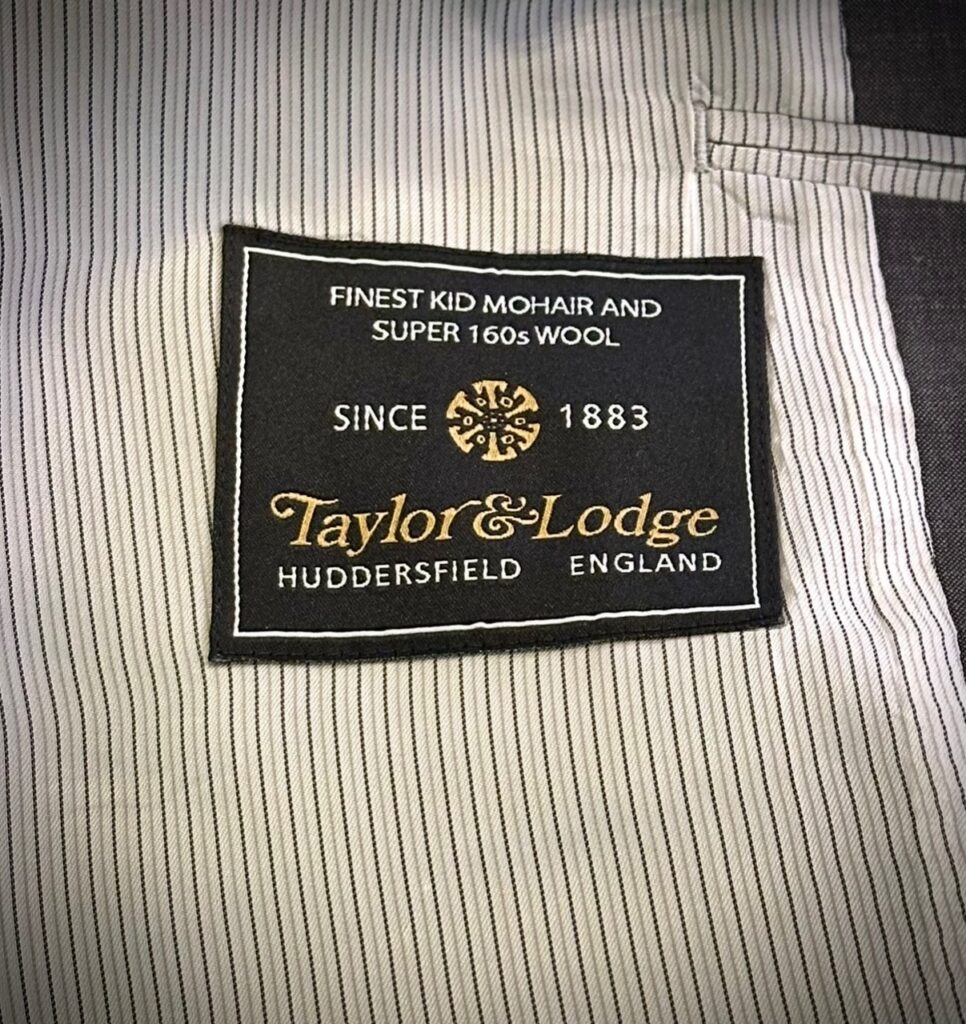 FINEST KID MOHAIR AND
SUPER 160s WOOL
SINCE 1883
Taylor & Lodge
HUDDERSFIELD ENGLAND